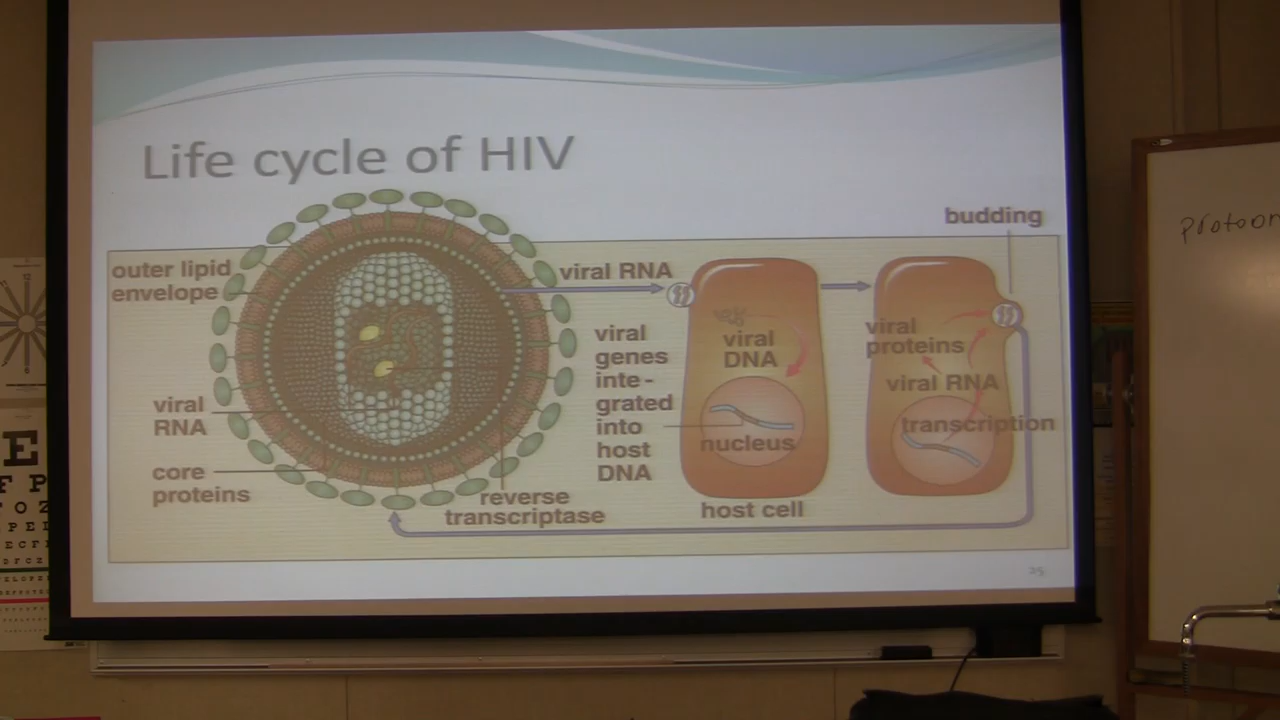 Life cycle of HIV
budding
outer lipid
envelope
viral RNA
viral
genes
inte-
grated
into
host
DNA
viral
DNA
nucleus
host cell
viral
proteins
viral RNA
transcription
viral
RNA
core
proteins
reverse
transcriptase
25
E
F P
T O Z
L P E D
P E C F D